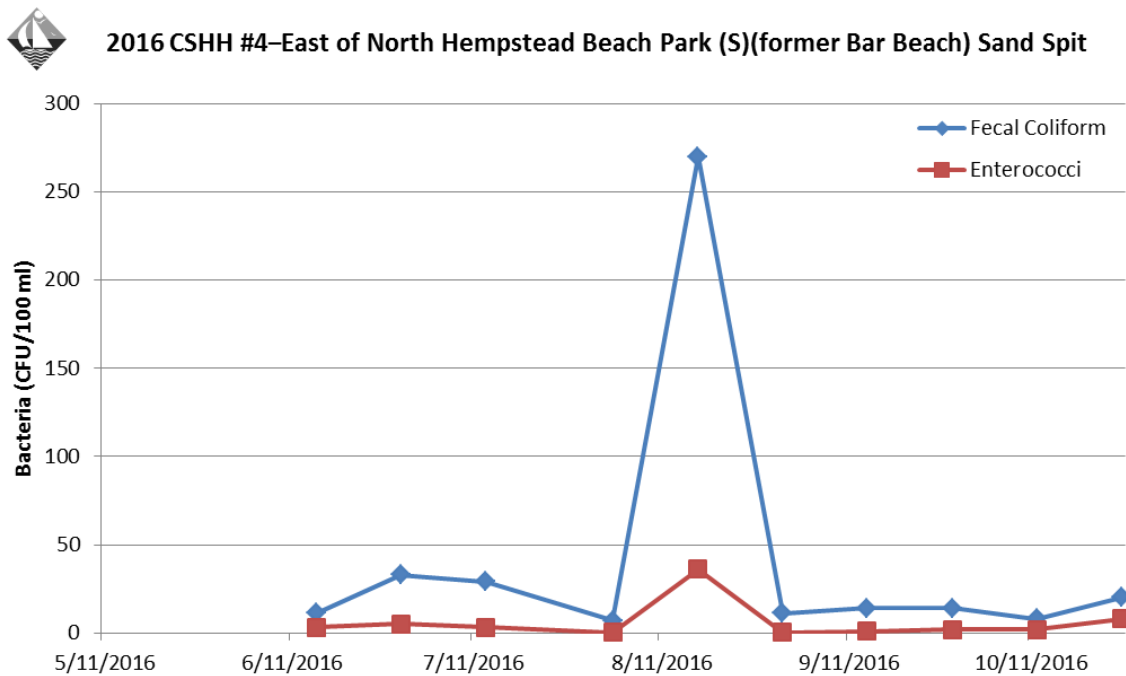 2016 CSHH #4–East of North Hempstead Beach Park (S)(former Bar Beach) Sand Spit
300
Fecal Coliform
Enterococci
250
200
150
100
50
0
Bacteria (CFU/100 ml)
5/11/2016 6/11/2016 7/11/2016 8/11/2016 9/11/2016 10/11/2016